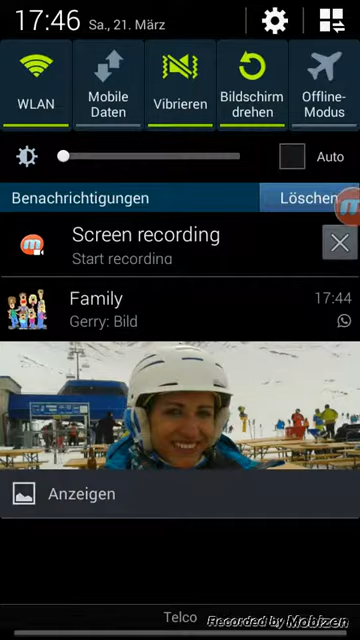 17:46 Sa., 21. März
WLAN
Mobile
Daten
Vibrieren
Bildschirm
drehen
Offline-
Modus
Auto
Benachrichtigungen
Löschen
Screen recording
Start recording
Family
17:44
Gerry: Bild
Anzeigen
Telco
Recorded by Mobizen